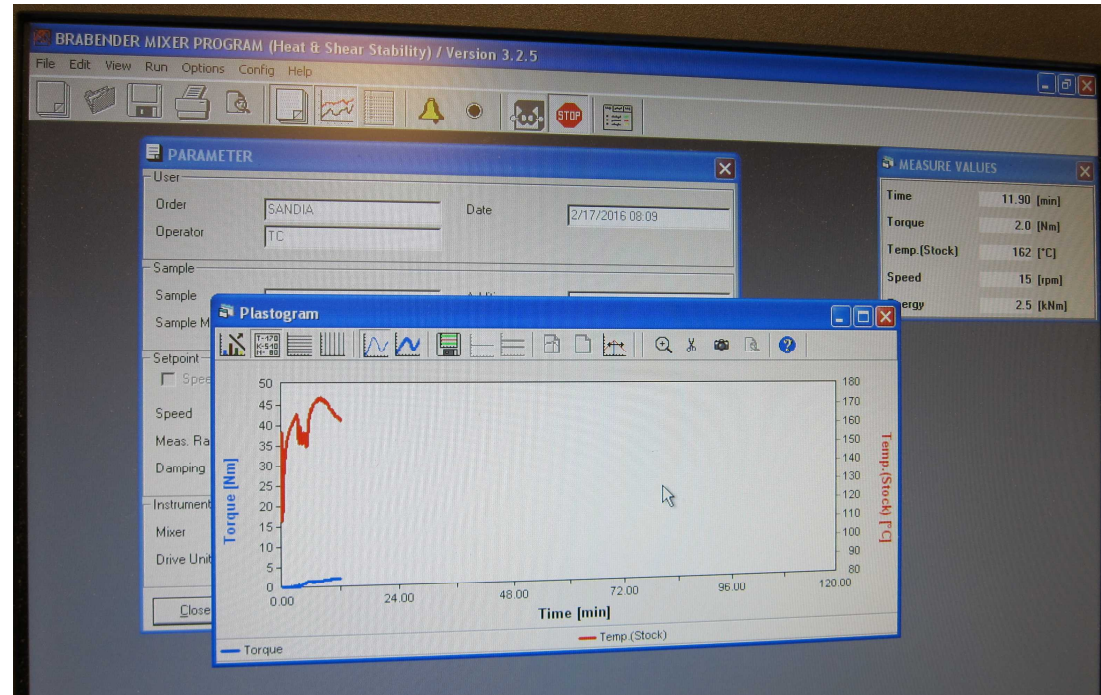 BRABENDER MIXER PROGRAM (Heat & Shear Stability) / Version 3.2.5
File Edit View Run Options Config Help
STOP
PARAMETER
User
Order SANDIA Date 2/17/2016 08:09
Operator TC
Sample
Sample
Sample M
Setpoint
Spee
Speed
Meas. Ra
Damping
Instrument
Mixer
Drive Unit
Close
MEASURE VALUES
Time 11.90 [min]
Torque 2.0 [Nm]
Temp.(Stock) 162 [°C]
Speed 15 [rpm]
ergy 2.5 [kNm]
Plastogram
T-170
K-540
M- 80
Torque [Nm]
50
45
40
35
30
25
20
15
10
5
0
180
170
160
150
140
130
120
110
100
90
80
Temp.(Stock) [°C]
0.00 24.00 48.00 72.00 96.00 120.00
Time [min]
Torque Temp.(Stock)